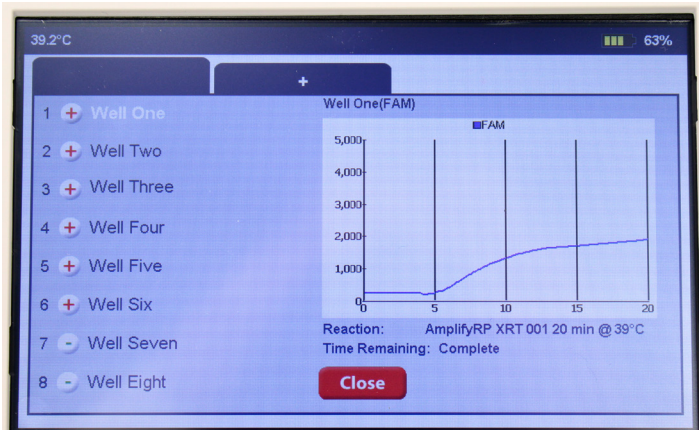 39.2°C
63%
+
1 + Well One
2 + Well Two
3 + Well Three
4 + Well Four
5 + Well Five
6 + Well Six
7 - Well Seven
8 - Well Eight
Well One(FAM)
FAM
5,000
4,000
3,000
2,000
1,000
0
0 5 10 15 20
Reaction: AmplifyRP XRT 001 20 min @ 39°C
Time Remaining: Complete
Close